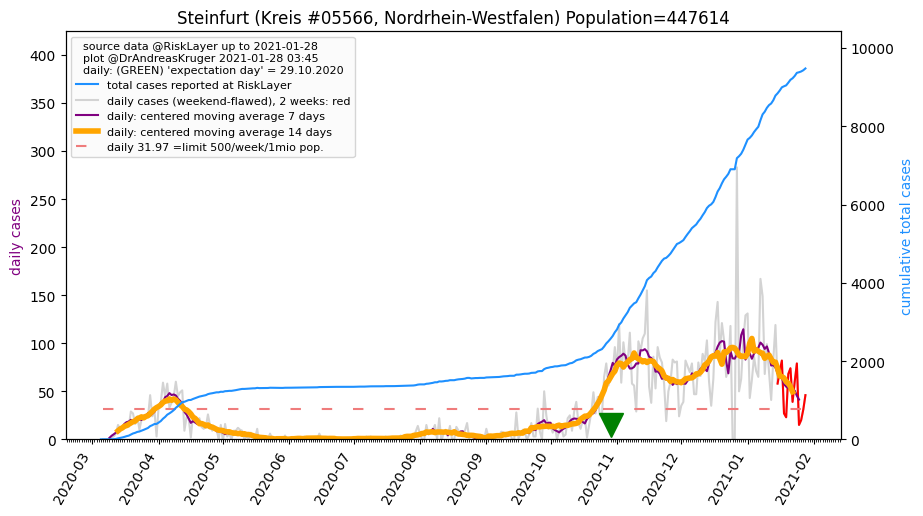 Steinfurt (Kreis #05566, Nordrhein-Westfalen) Population=447614
source data @RiskLayer up to 2021-01-28
plot @DrAndreasKruger 2021-01-28 03:45
daily: (GREEN) 'expectation day' = 29.10.2020
total cases reported at RiskLayer
daily cases (weekend-flawed), 2 weeks: red
daily: centered moving average 7 days
daily: centered moving average 14 days
daily 31.97 =limit 500/week/1mio pop.
daily cases
400
350
300
250
200
150
100
50
0
cumulative total cases
10000
8000
6000
4000
2000
0
2020-03
2020-04
2020-05
2020-06
2020-07
2020-08
2020-09
2020-10
2020-11
2020-12
2021-01
2021-02